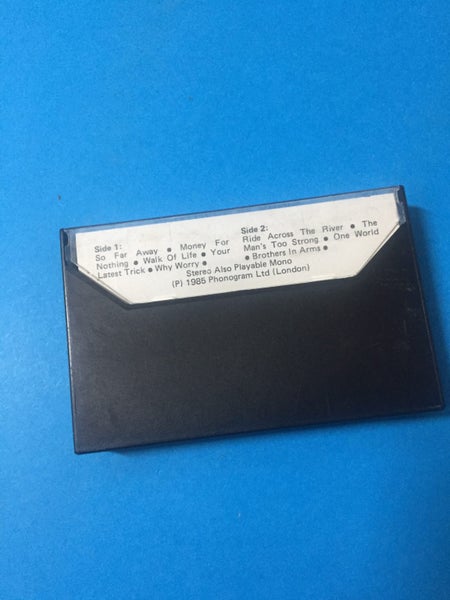 Side 1:
So Far Away • Money For
Nothing • Walk Of Life • Your
Latest Trick • Why Worry •
Side 2:
Ride Across The River • The
Man's Too Strong • One World
• Brothers In Arms •
Stereo Also Playable Mono
(P) 1985 Phonogram Ltd (London)